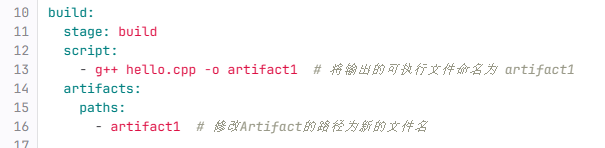 10 build:
11   stage: build
12   script:
13     - g++ hello.cpp -o artifact1  # 将输出的可执行文件命名为 artifact1
14   artifacts:
15     paths:
16       - artifact1  # 修改Artifact的路径为新的文件名
17